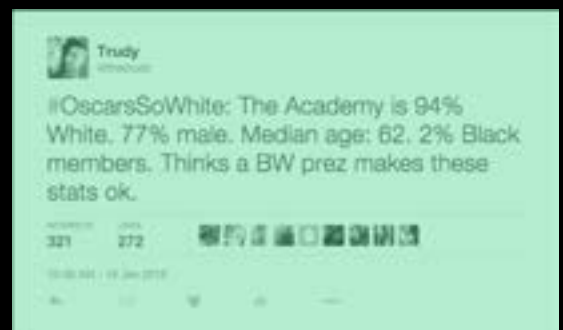 Trudy
#OscarsSoWhite: The Academy is 94%
White. 77% male. Median age: 62. 2% Black
members. Thinks a BW prez makes these
stats ok.
321 272